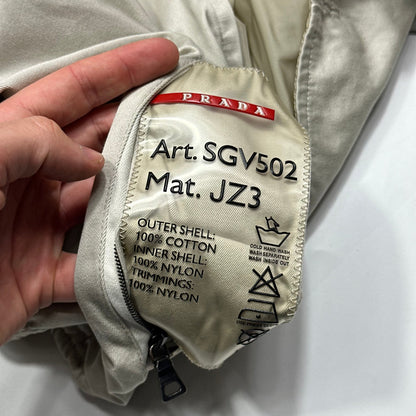 PRADA
Art. SGV502
Mat. JZ3
OUTER SHELL:
100% COTTON
INNER SHELL:
100% NYLON
TRIMMINGS:
100% NYLON
COLD HAND WASH
WASH SEPARATELY
WASH INSIDE OUT